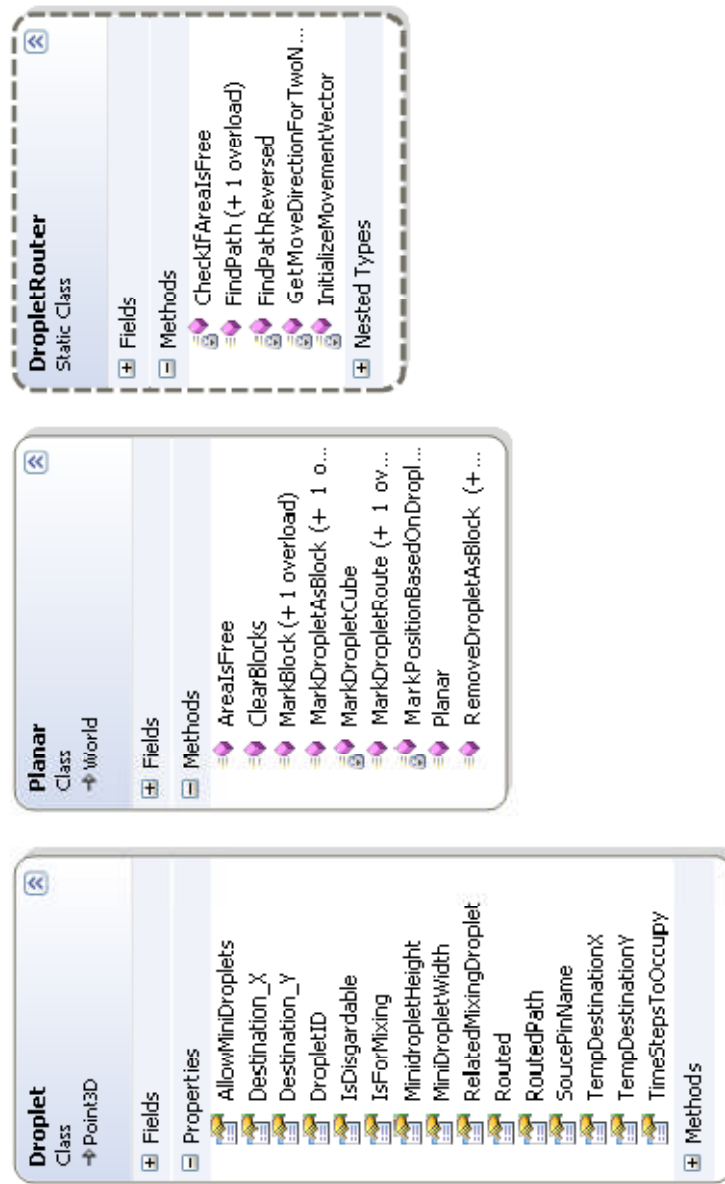 Droplet
Class
Point3D
Fields
Properties
AllowMiniDroplets
Destination_X
Destination_Y
DropletID
IsDisgardable
IsForMixing
MinidropletHeight
MiniDropletWidth
RelatedMixingDroplet
Routed
RoutedPath
SoucePinName
TempDestinationX
TempDestinationY
TimeStepsToOccupy
Methods
Planar
Class
World
Fields
Methods
AreaIsFree
ClearBlocks
MarkBlock (+ 1 overload)
MarkDropletAsBlock (+ 1 o...
MarkDropletCube
MarkDropletRoute (+ 1 ov...
MarkPositionBasedOnDropl...
Planar
RemoveDropletAsBlock (+...
DropletRouter
Static Class
Fields
Methods
CheckIfAreaIsFree
FindPath (+ 1 overload)
FindPathReversed
GetMoveDirectionForTwoN...
InitializeMovementVector
Nested Types